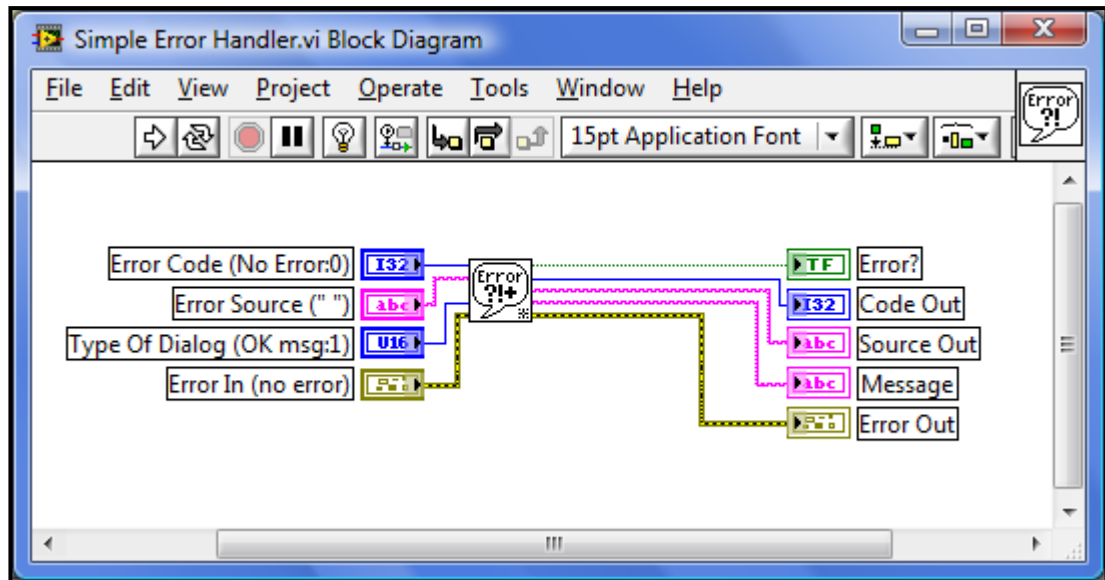 Simple Error Handler.vi Block Diagram
File Edit View Project Operate Tools Window Help
15pt Application Font
Error
?!
Error Code (No Error:0)
I32
Error Source (" ")
abc
Type Of Dialog (OK msg:1)
U16
Error In (no error)
Error
?!+
TF
Error?
I32
Code Out
abc
Source Out
abc
Message
Error Out